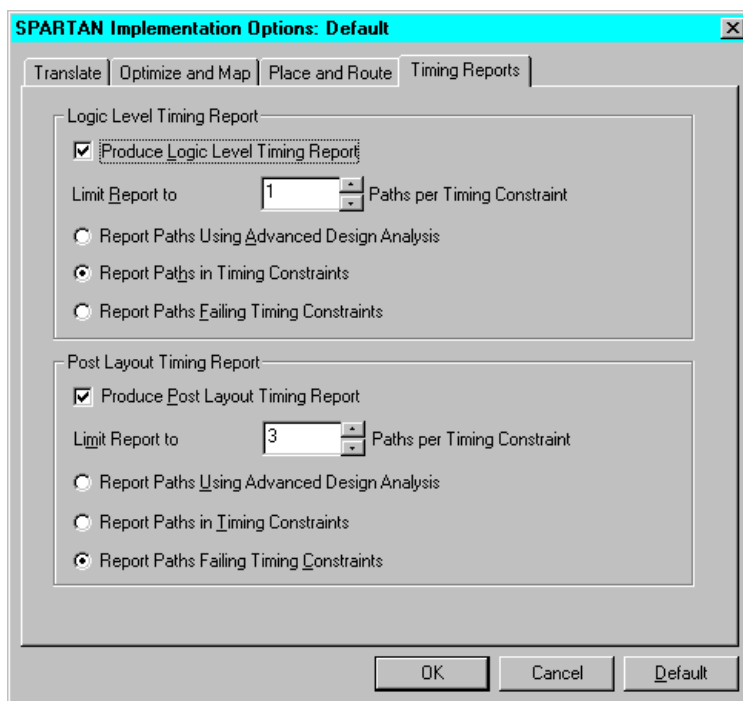 SPARTAN Implementation Options: Default
Translate Optimize and Map Place and Route Timing Reports
Logic Level Timing Report
Produce Logic Level Timing Report
Limit Report to 1 Paths per Timing Constraint
Report Paths Using Advanced Design Analysis
Report Paths in Timing Constraints
Report Paths Failing Timing Constraints
Post Layout Timing Report
Produce Post Layout Timing Report
Limit Report to 3 Paths per Timing Constraint
Report Paths Using Advanced Design Analysis
Report Paths in Timing Constraints
Report Paths Failing Timing Constraints
OK Cancel Default